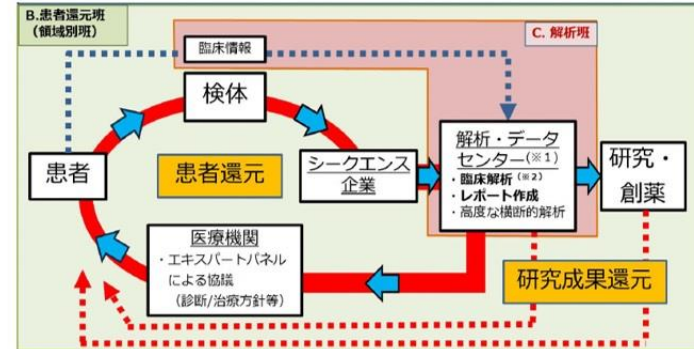 B.患者還元班
(領域別班)
臨床情報
C. 解析班
検体
患者
患者還元
シークエンス
企業
解析・データ
センター(※1)
・臨床解析(※2)
・レポート作成
・高度な横断的解析
研究・
創薬
医療機関
・エキスパートパネル
による協議
(診断/治療方針等)
研究成果還元